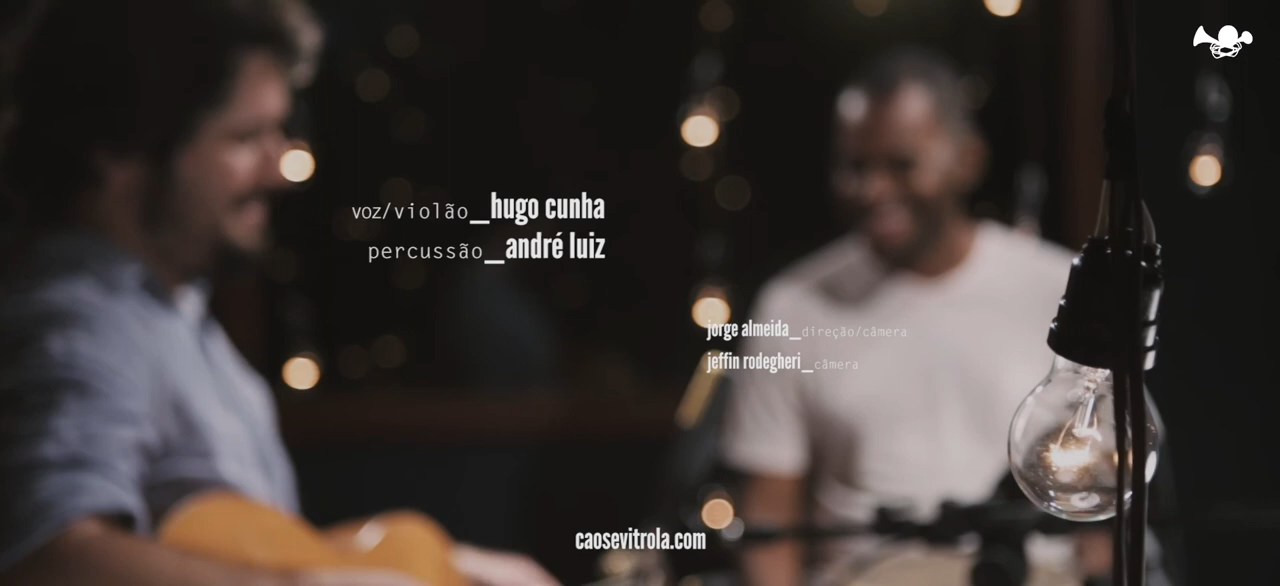 voz/violão_hugo cunha
percussão_andré luiz
jorge almeida_direção/câmera
jeffin rodegheri_câmera
caosevitrola.com